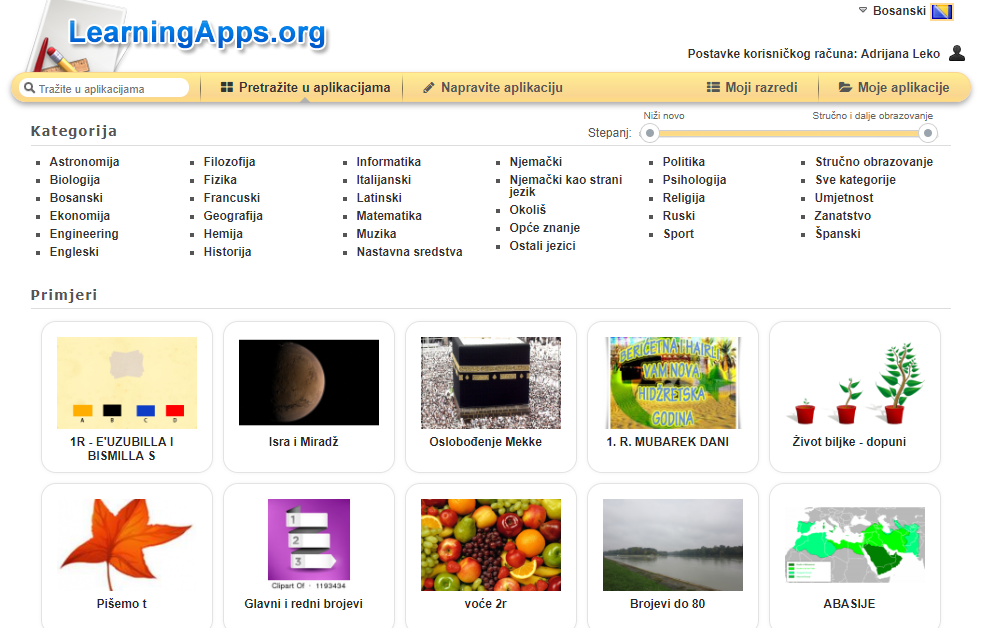 LearningApps.org
Bosanski
Postavke korisničkog računa: Adrijana Leko
Tražite u aplikacijama
Pretražite u aplikacijama
Napravite aplikaciju
Moji razredi
Moje aplikacije
Kategorija
Stepanj:
Niži novo
Stručno i dalje obrazovanje
Astronomija
Biologija
Bosanski
Ekonomija
Engineering
Engleski
Filozofija
Fizika
Francuski
Geografija
Hemija
Historija
Informatika
Italijanski
Latinski
Matematika
Muzika
Nastavna sredstva
Njemački
Njemački kao strani
jezik
Okoliš
Opće znanje
Ostali jezici
Politika
Psihologija
Religija
Ruski
Sport
Stručno obrazovanje
Sve kategorije
Umjetnost
Zanatstvo
Španski
Primjeri
A B C D
1R - E'UZUBILLA I
BISMILLA S
Isra i Miradž
Oslobođenje Mekke
BERIĆETNA I HAIRLI
VAM NOVA
HIDŽRETSKA
GODINA
1. R. MUBAREK DANI
Život biljke - dopuni
Pišemo t
1
2
3
Clipart Of · 1193434
Glavni i redni brojevi
voće 2r
Brojevi do 80
ABASIJE